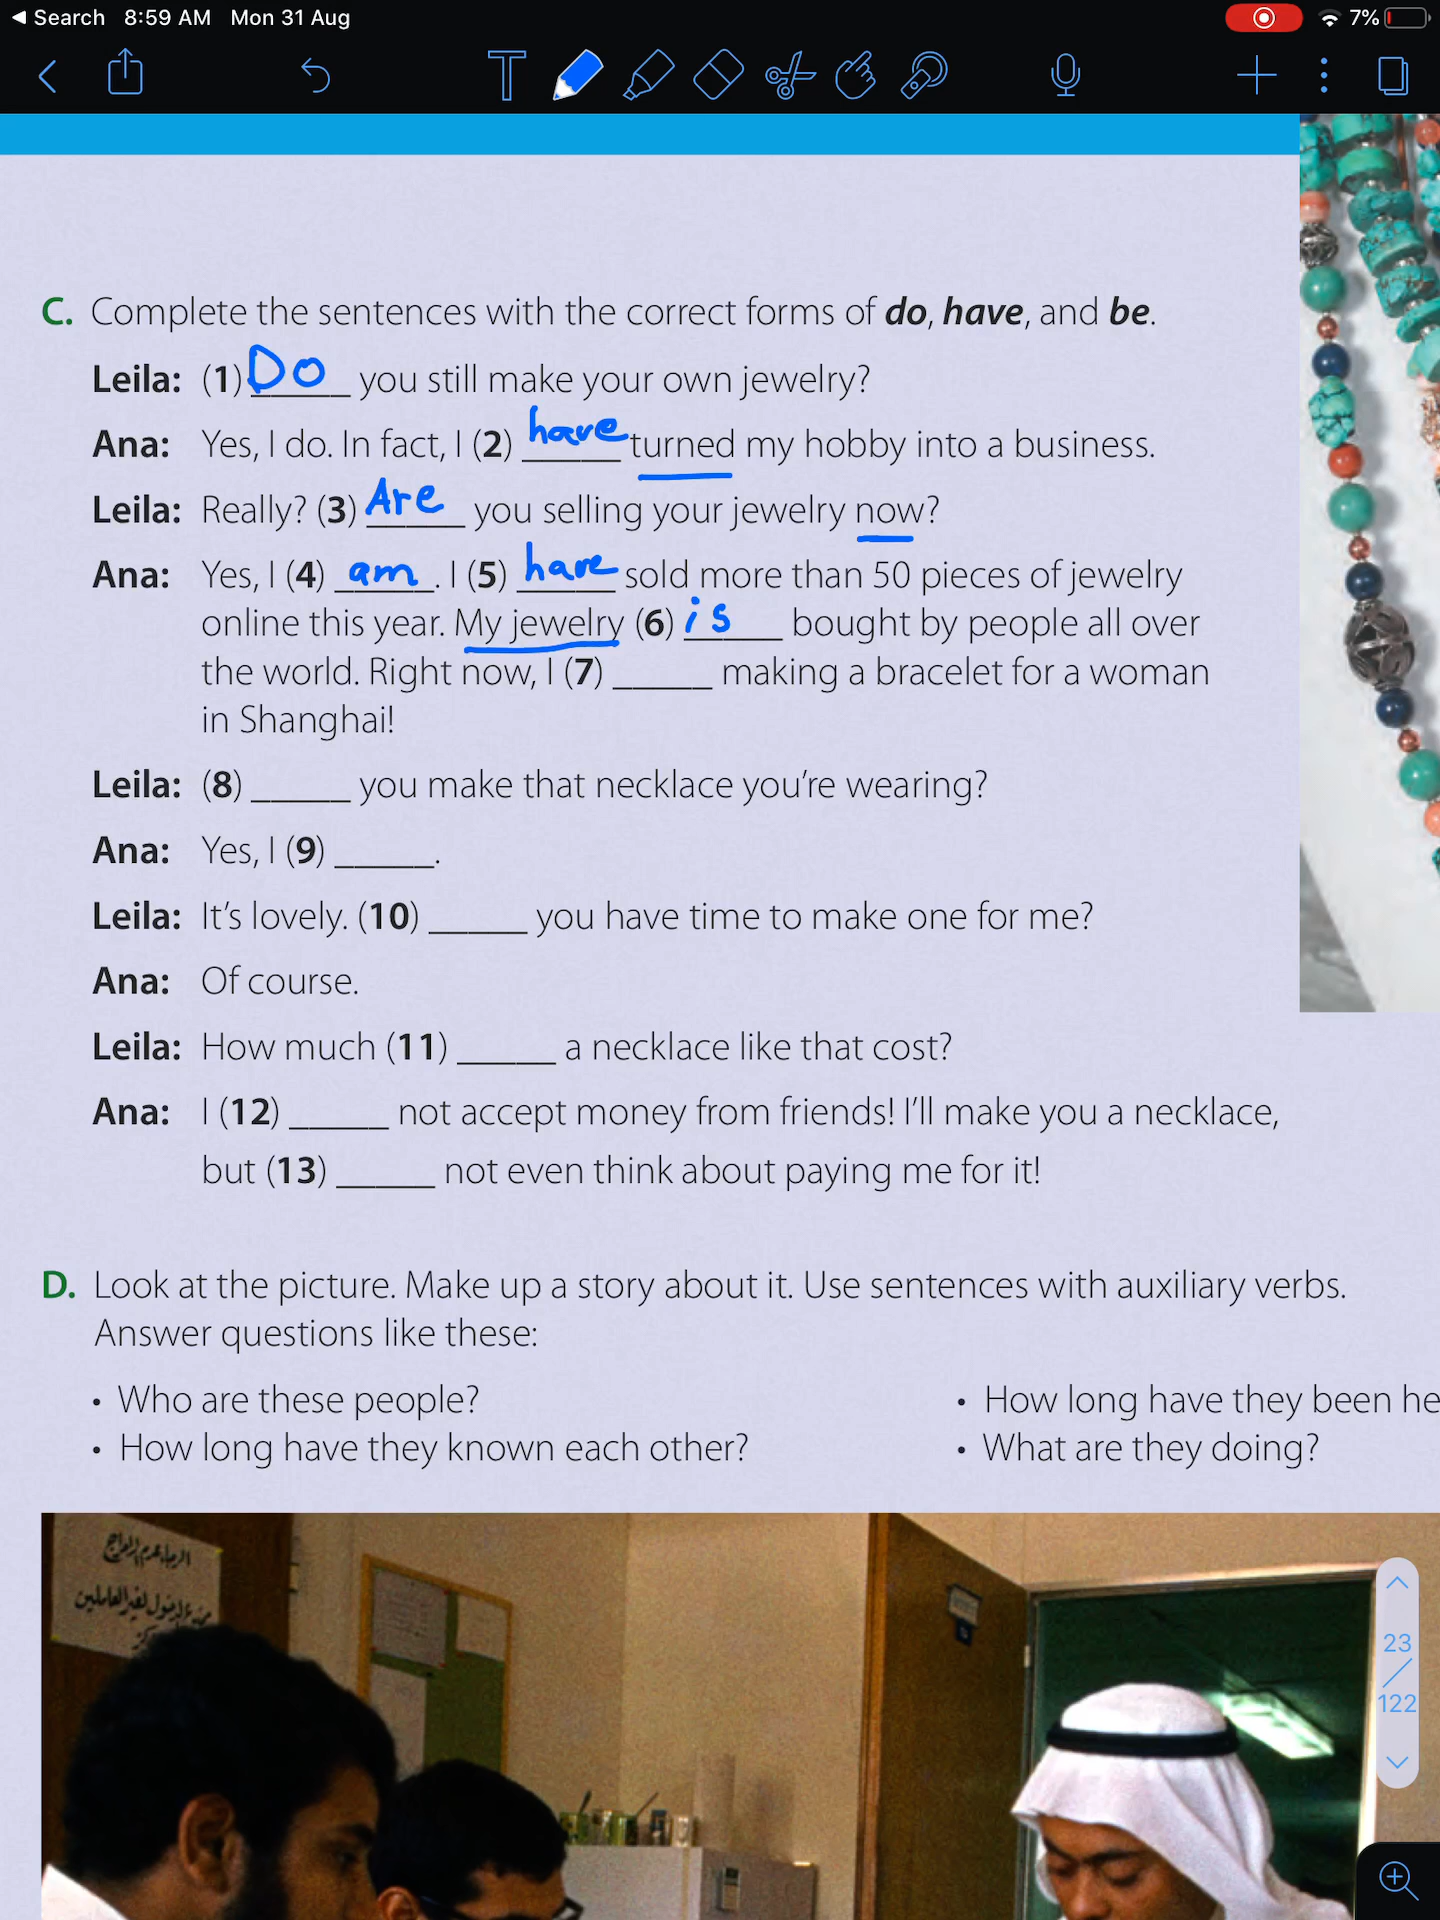 Search 8:59 AM Mon 31 Aug 7%
C. Complete the sentences with the correct forms of do, have, and be.
Leila: (1) Do you still make your own jewelry?
Ana: Yes, I do. In fact, I (2) have turned my hobby into a business.
Leila: Really? (3) Are you selling your jewelry now?
Ana: Yes, I (4) am. I (5) have sold more than 50 pieces of jewelry
online this year. My jewelry (6) is bought by people all over
the world. Right now, I (7) _____ making a bracelet for a woman
in Shanghai!
Leila: (8) _____ you make that necklace you're wearing?
Ana: Yes, I (9) _____.
Leila: It's lovely. (10) _____ you have time to make one for me?
Ana: Of course.
Leila: How much (11) _____ a necklace like that cost?
Ana: I (12) _____ not accept money from friends! I'll make you a necklace,
but (13) _____ not even think about paying me for it!
D. Look at the picture. Make up a story about it. Use sentences with auxiliary verbs.
Answer questions like these:
• Who are these people?
• How long have they known each other?
• How long have they been he
• What are they doing?
23
122